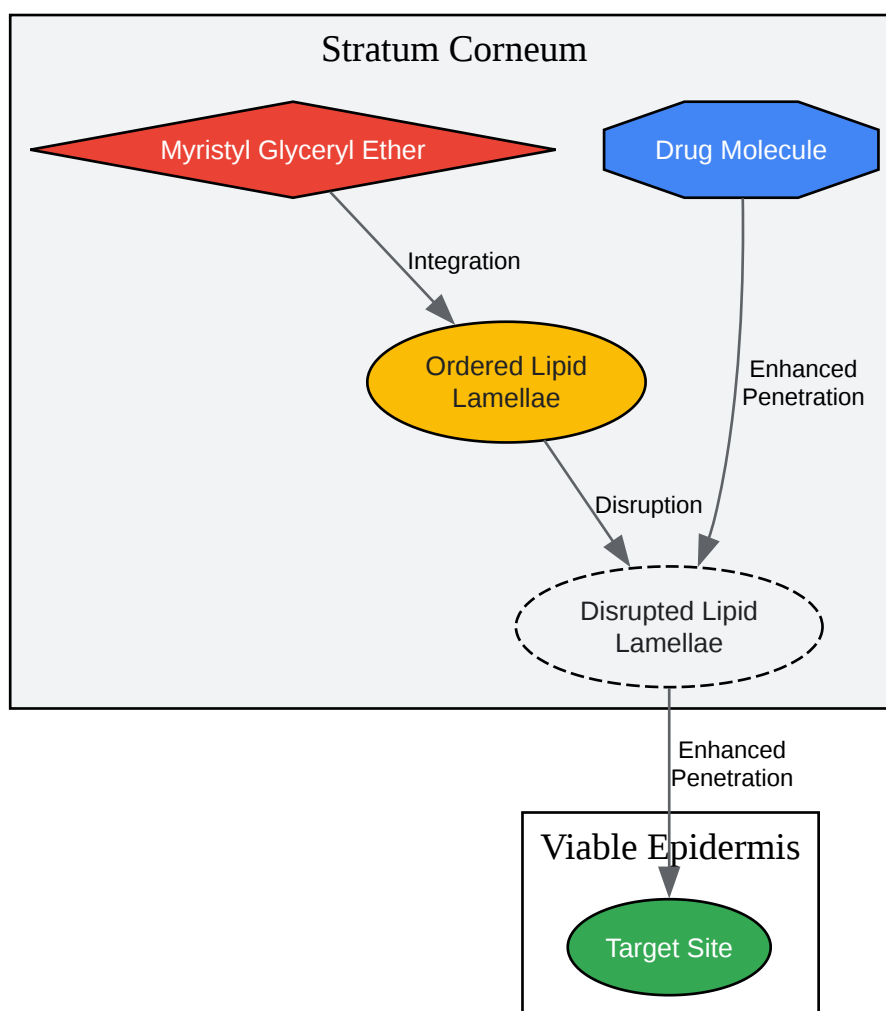 Stratum Corneum
Myristyl Glyceryl Ether
Drug Molecule
Integration
Ordered Lipid
Lamellae
Enhanced
Penetration
Disruption
Disrupted Lipid
Lamellae
Enhanced
Penetration
Viable Epidermis
Target Site